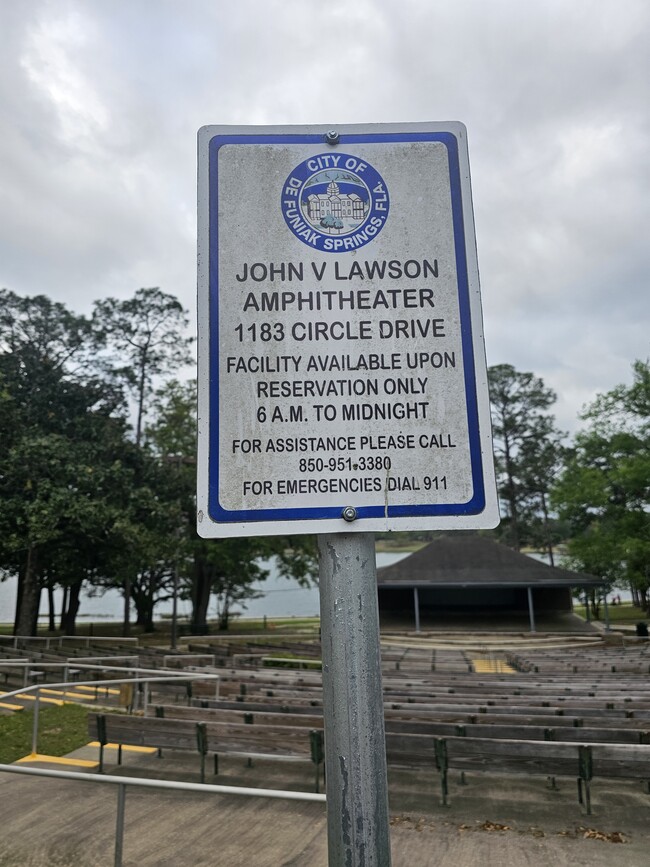 CITY OF
DE FUNIAK SPRINGS, FLA.
JOHN V LAWSON
AMPHITHEATER
1183 CIRCLE DRIVE
FACILITY AVAILABLE UPON
RESERVATION ONLY
6 A.M. TO MIDNIGHT
FOR ASSISTANCE PLEASE CALL
850-951-3380
FOR EMERGENCIES DIAL 911